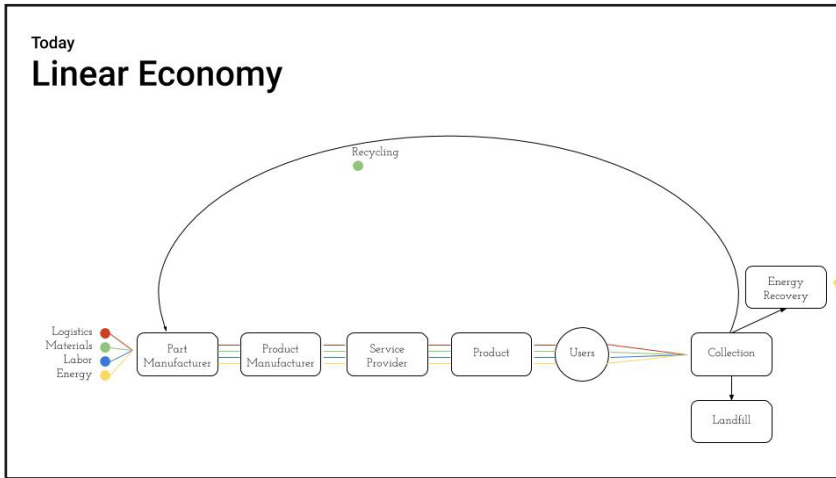 Today
Linear Economy
Recycling
Energy
Recovery
Logistics
Materials
Labor
Energy
Part
Manufacturer
Product
Manufacturer
Service
Provider
Product
Users
Collection
Landfill